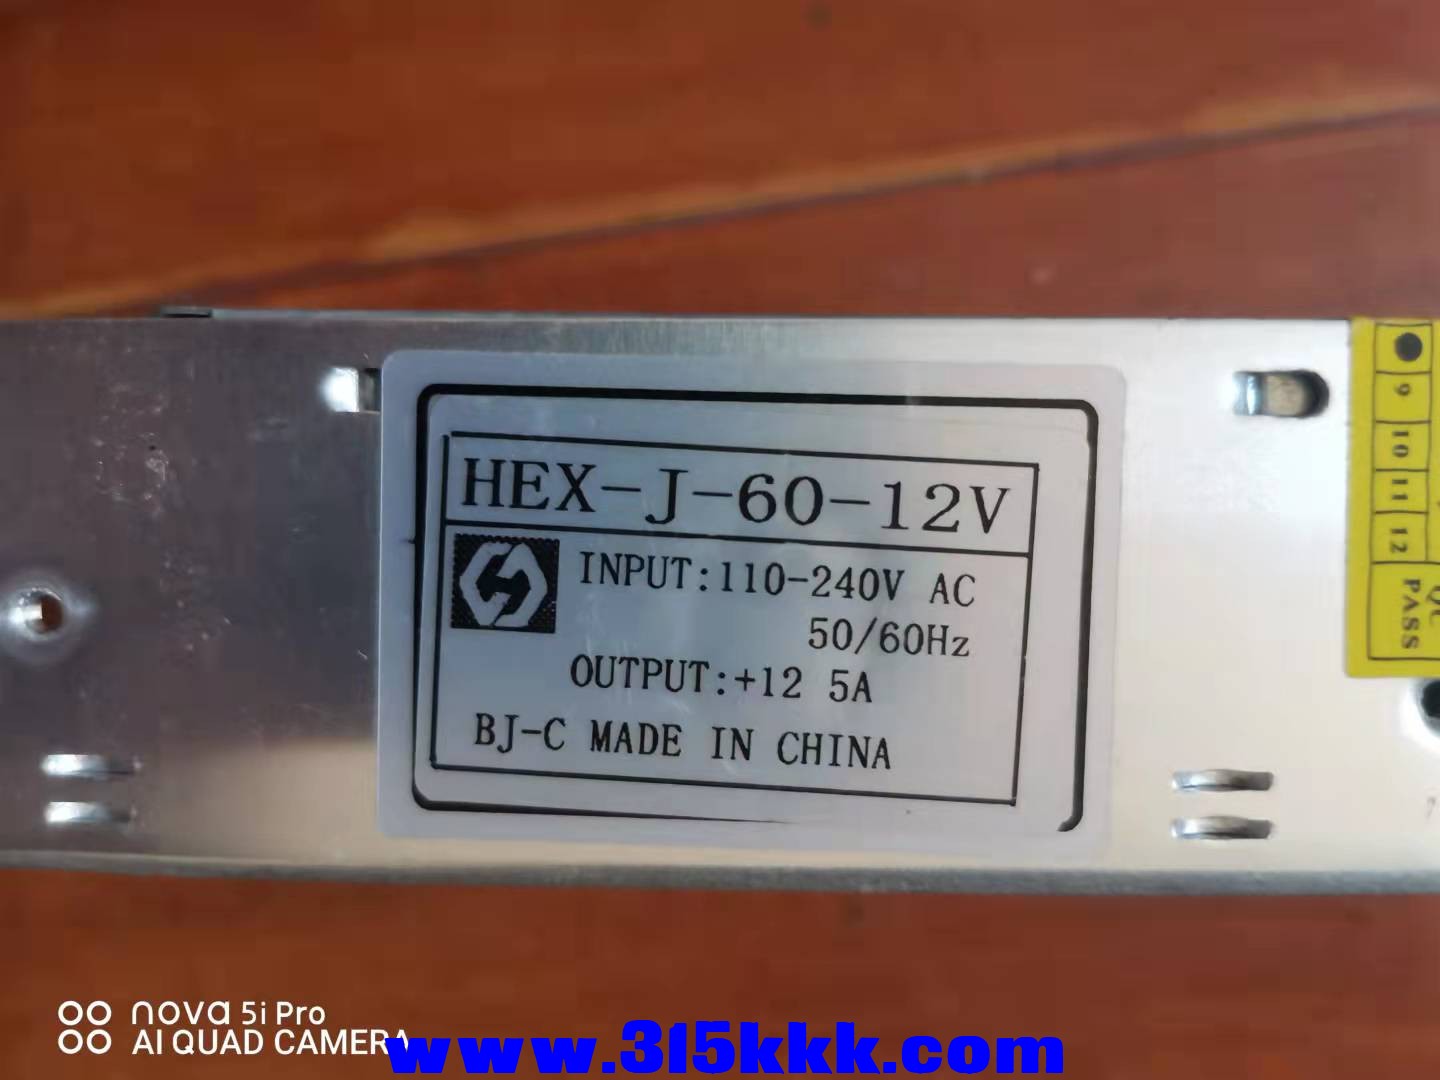 HEX-J-60-12V
INPUT:110-240V AC
50/60Hz
OUTPUT:+12 5A
BJ-C MADE IN CHINA
9
10
11
12
QC
PASS
nova 5i Pro
AI QUAD CAMERA
www.315kkk.com